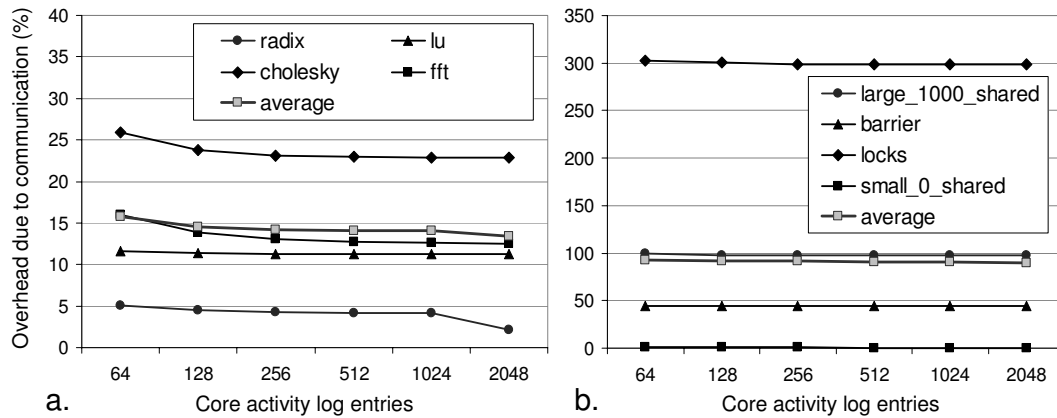 Overhead due to communication (%)
40
35
30
25
20
15
10
5
0
radix
lu
cholesky
fft
average
64 128 256 512 1024 2048
Core activity log entries
a.
350
300
250
200
150
100
50
0
large_1000_shared
barrier
locks
small_0_shared
average
64 128 256 512 1024 2048
Core activity log entries
b.